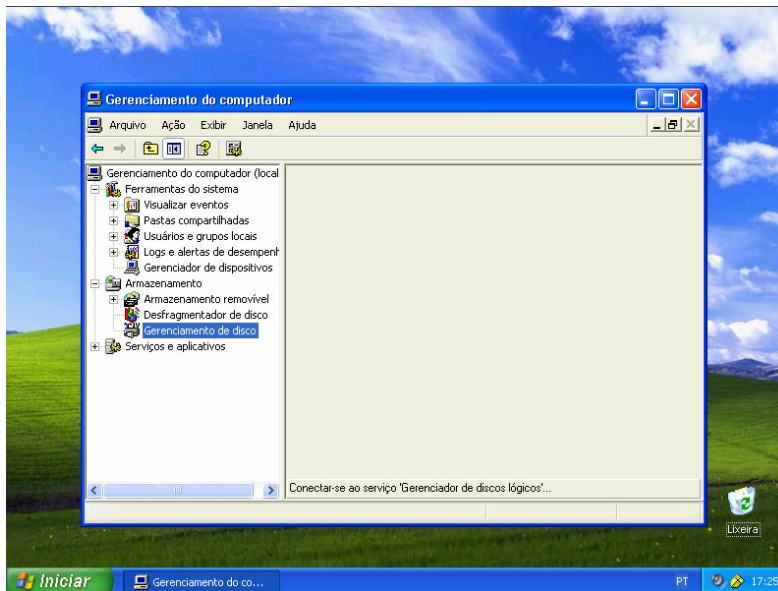 Gerenciamento do computador
Arquivo Ação Exibir Janela Ajuda
Gerenciamento do computador (local
Ferramentas do sistema
Visualizar eventos
Pastas compartilhadas
Usuários e grupos locais
Logs e alertas de desempenh
Gerenciador de dispositivos
Armazenamento
Armazenamento removível
Desfragmentador de disco
Gerenciamento de disco
Serviços e aplicativos
Conectar-se ao serviço 'Gerenciador de discos lógicos'...
Lixeira
Iniciar Gerenciamento do co... PT 17:25